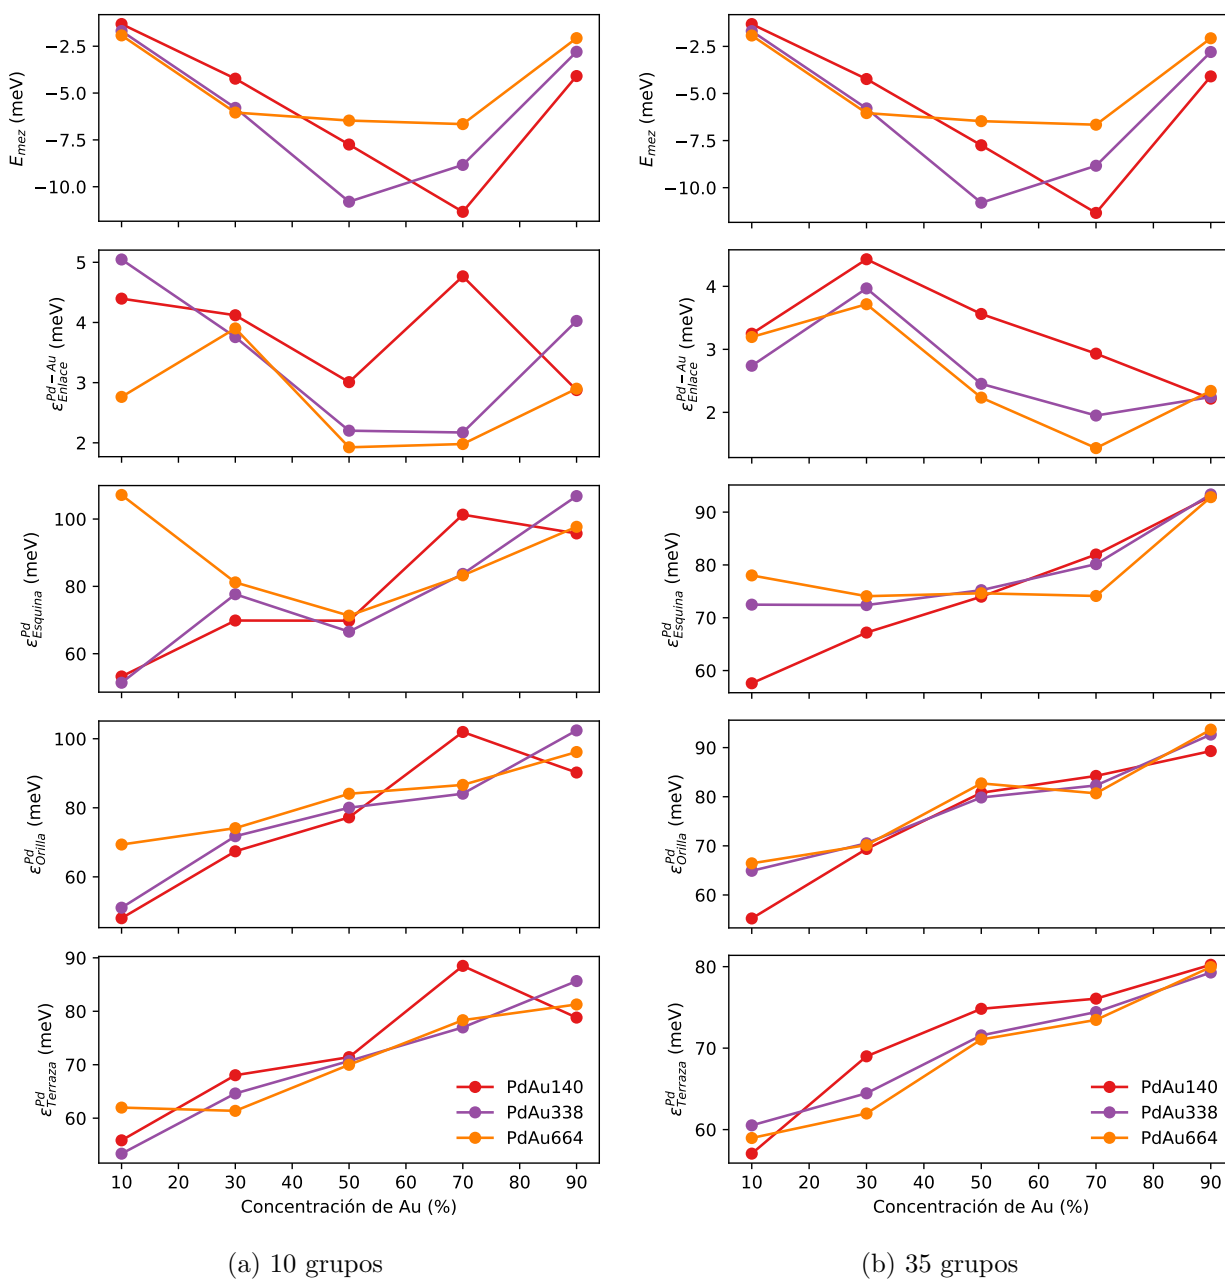 −2.5
−5.0
−7.5
−10.0
E_mez (meV)
5
4
3
2
ε^{Pd−Au}_{Enlace} (meV)
100
80
60
ε^{Pd}_{Esquina} (meV)
100
80
60
ε^{Pd}_{Orilla} (meV)
90
80
70
60
ε^{Pd}_{Terraza} (meV)
PdAu140
PdAu338
PdAu664
10 20 30 40 50 60 70 80 90
Concentración de Au (%)
(a) 10 grupos
−2.5
−5.0
−7.5
−10.0
E_mez (meV)
4
3
2
ε^{Pd−Au}_{Enlace} (meV)
90
80
70
60
ε^{Pd}_{Esquina} (meV)
90
80
70
60
ε^{Pd}_{Orilla} (meV)
80
70
60
ε^{Pd}_{Terraza} (meV)
PdAu140
PdAu338
PdAu664
10 20 30 40 50 60 70 80 90
Concentración de Au (%)
(b) 35 grupos